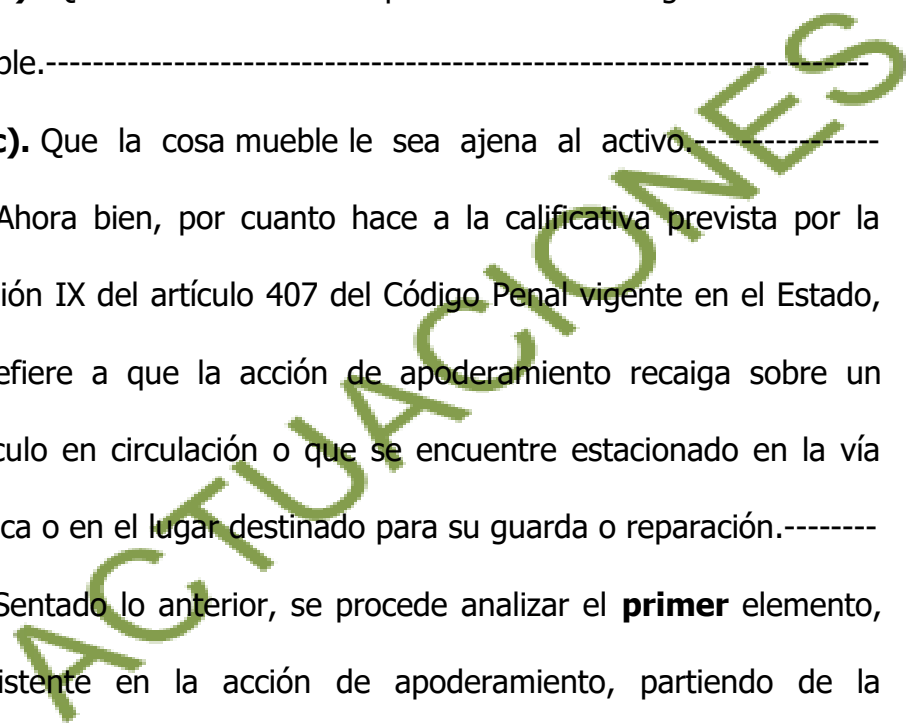 ble.-----------------------------------------------------------------------
c). Que la cosa mueble le sea ajena al activo.----------------
Ahora bien, por cuanto hace a la calificativa prevista por la
ión IX del artículo 407 del Código Penal vigente en el Estado,
efiere a que la acción de apoderamiento recaiga sobre un
culo en circulación o que se encuentre estacionado en la vía
ica o en el lugar destinado para su guarda o reparación.--------
Sentado lo anterior, se procede analizar el primer elemento,
istente en la acción de apoderamiento, partiendo de la
ACTUACIONES